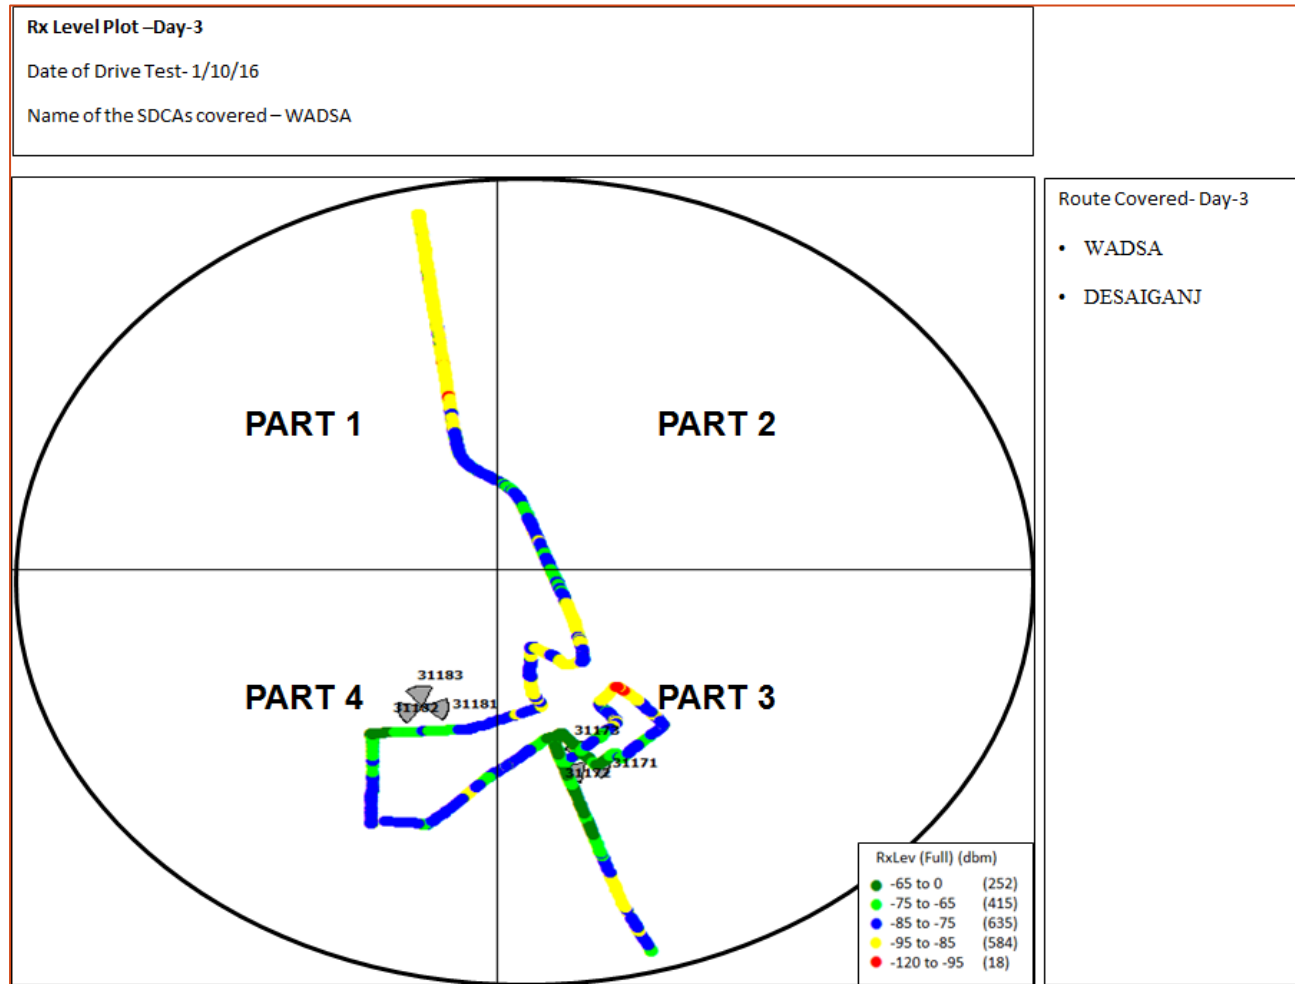 Rx Level Plot –Day-3
Date of Drive Test- 1/10/16
Name of the SDCAs covered – WADSA
Route Covered- Day-3
• WADSA
• DESAIGANJ
PART 1
PART 2
PART 4
PART 3
31183
31182
31181
31173
31171
31172
RxLev (Full) (dbm)
-65 to 0 (252)
-75 to -65 (415)
-85 to -75 (635)
-95 to -85 (584)
-120 to -95 (18)